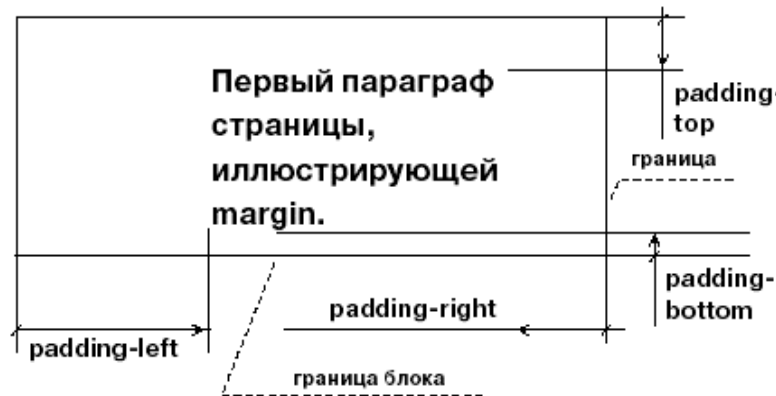 Первый параграф
страницы,
иллюстрирующей
margin.
padding-
top
граница
padding-
bottom
padding-right
padding-left
граница блока